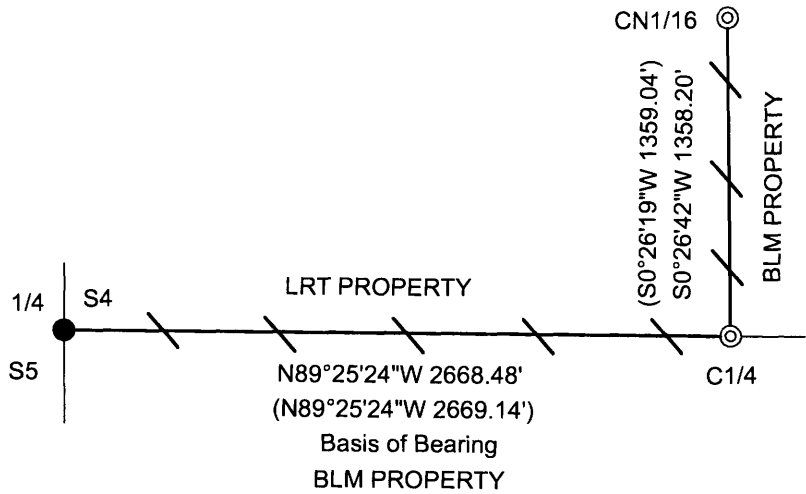 CN1/16
(S0°26'19"W 1359.04')
S0°26'42"W 1358.20'
BLM PROPERTY
1/4 S4
LRT PROPERTY
S5
N89°25'24"W 2668.48'
(N89°25'24"W 2669.14')
C1/4
Basis of Bearing
BLM PROPERTY